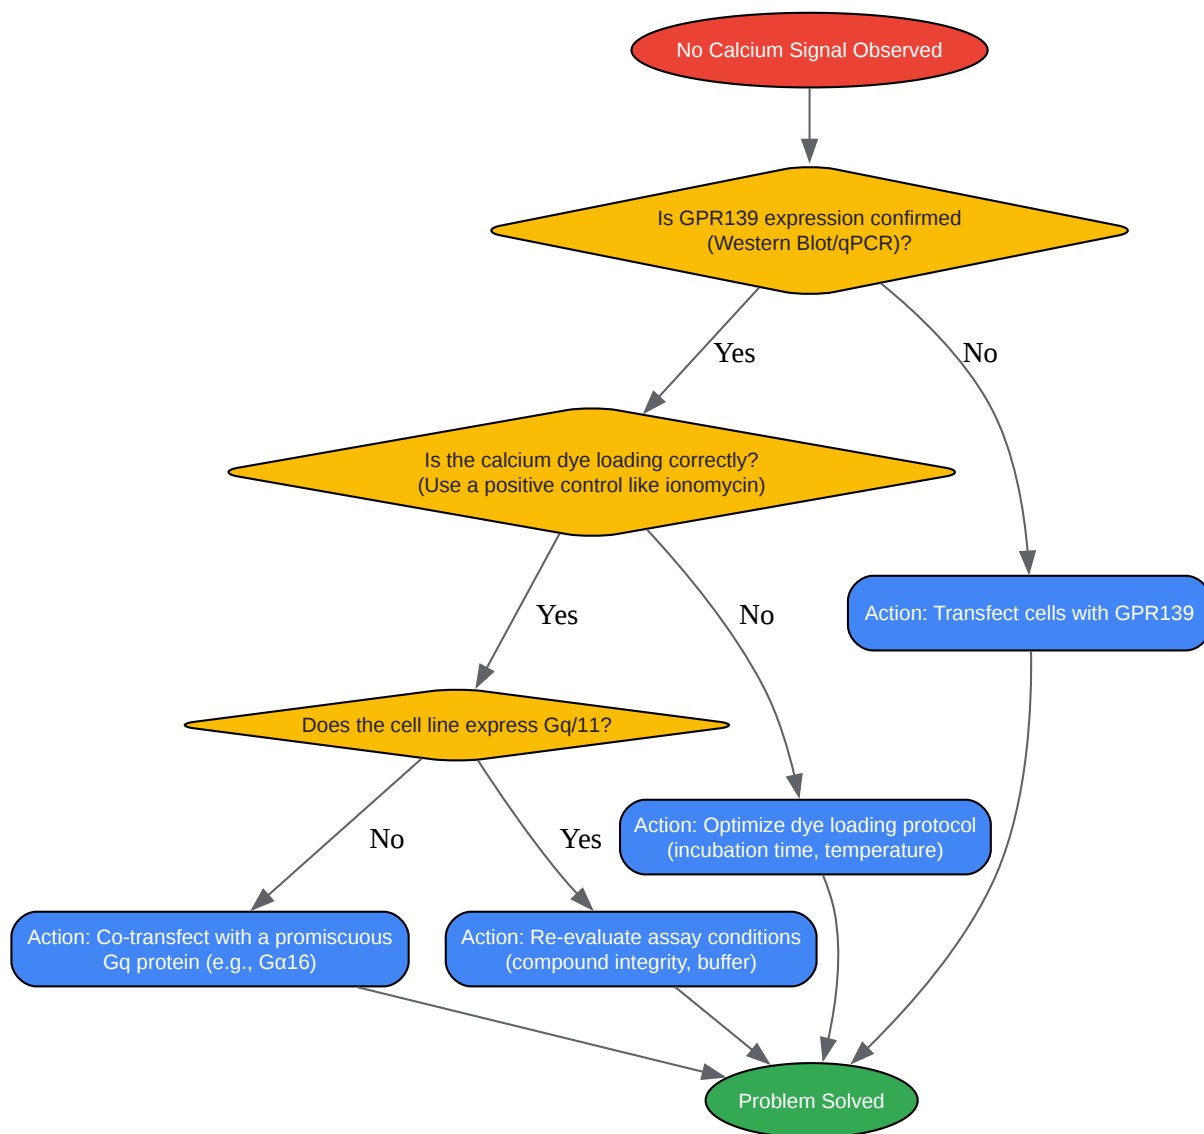 No Calcium Signal Observed
Is GPR139 expression confirmed
(Western Blot/qPCR)?
Yes
No
Is the calcium dye loading correctly?
(Use a positive control like ionomycin)
Yes
No
Action: Transfect cells with GPR139
Does the cell line express Gq/11?
No
Yes
Action: Optimize dye loading protocol
(incubation time, temperature)
Action: Co-transfect with a promiscuous
Gq protein (e.g., Gα16)
Action: Re-evaluate assay conditions
(compound integrity, buffer)
Problem Solved